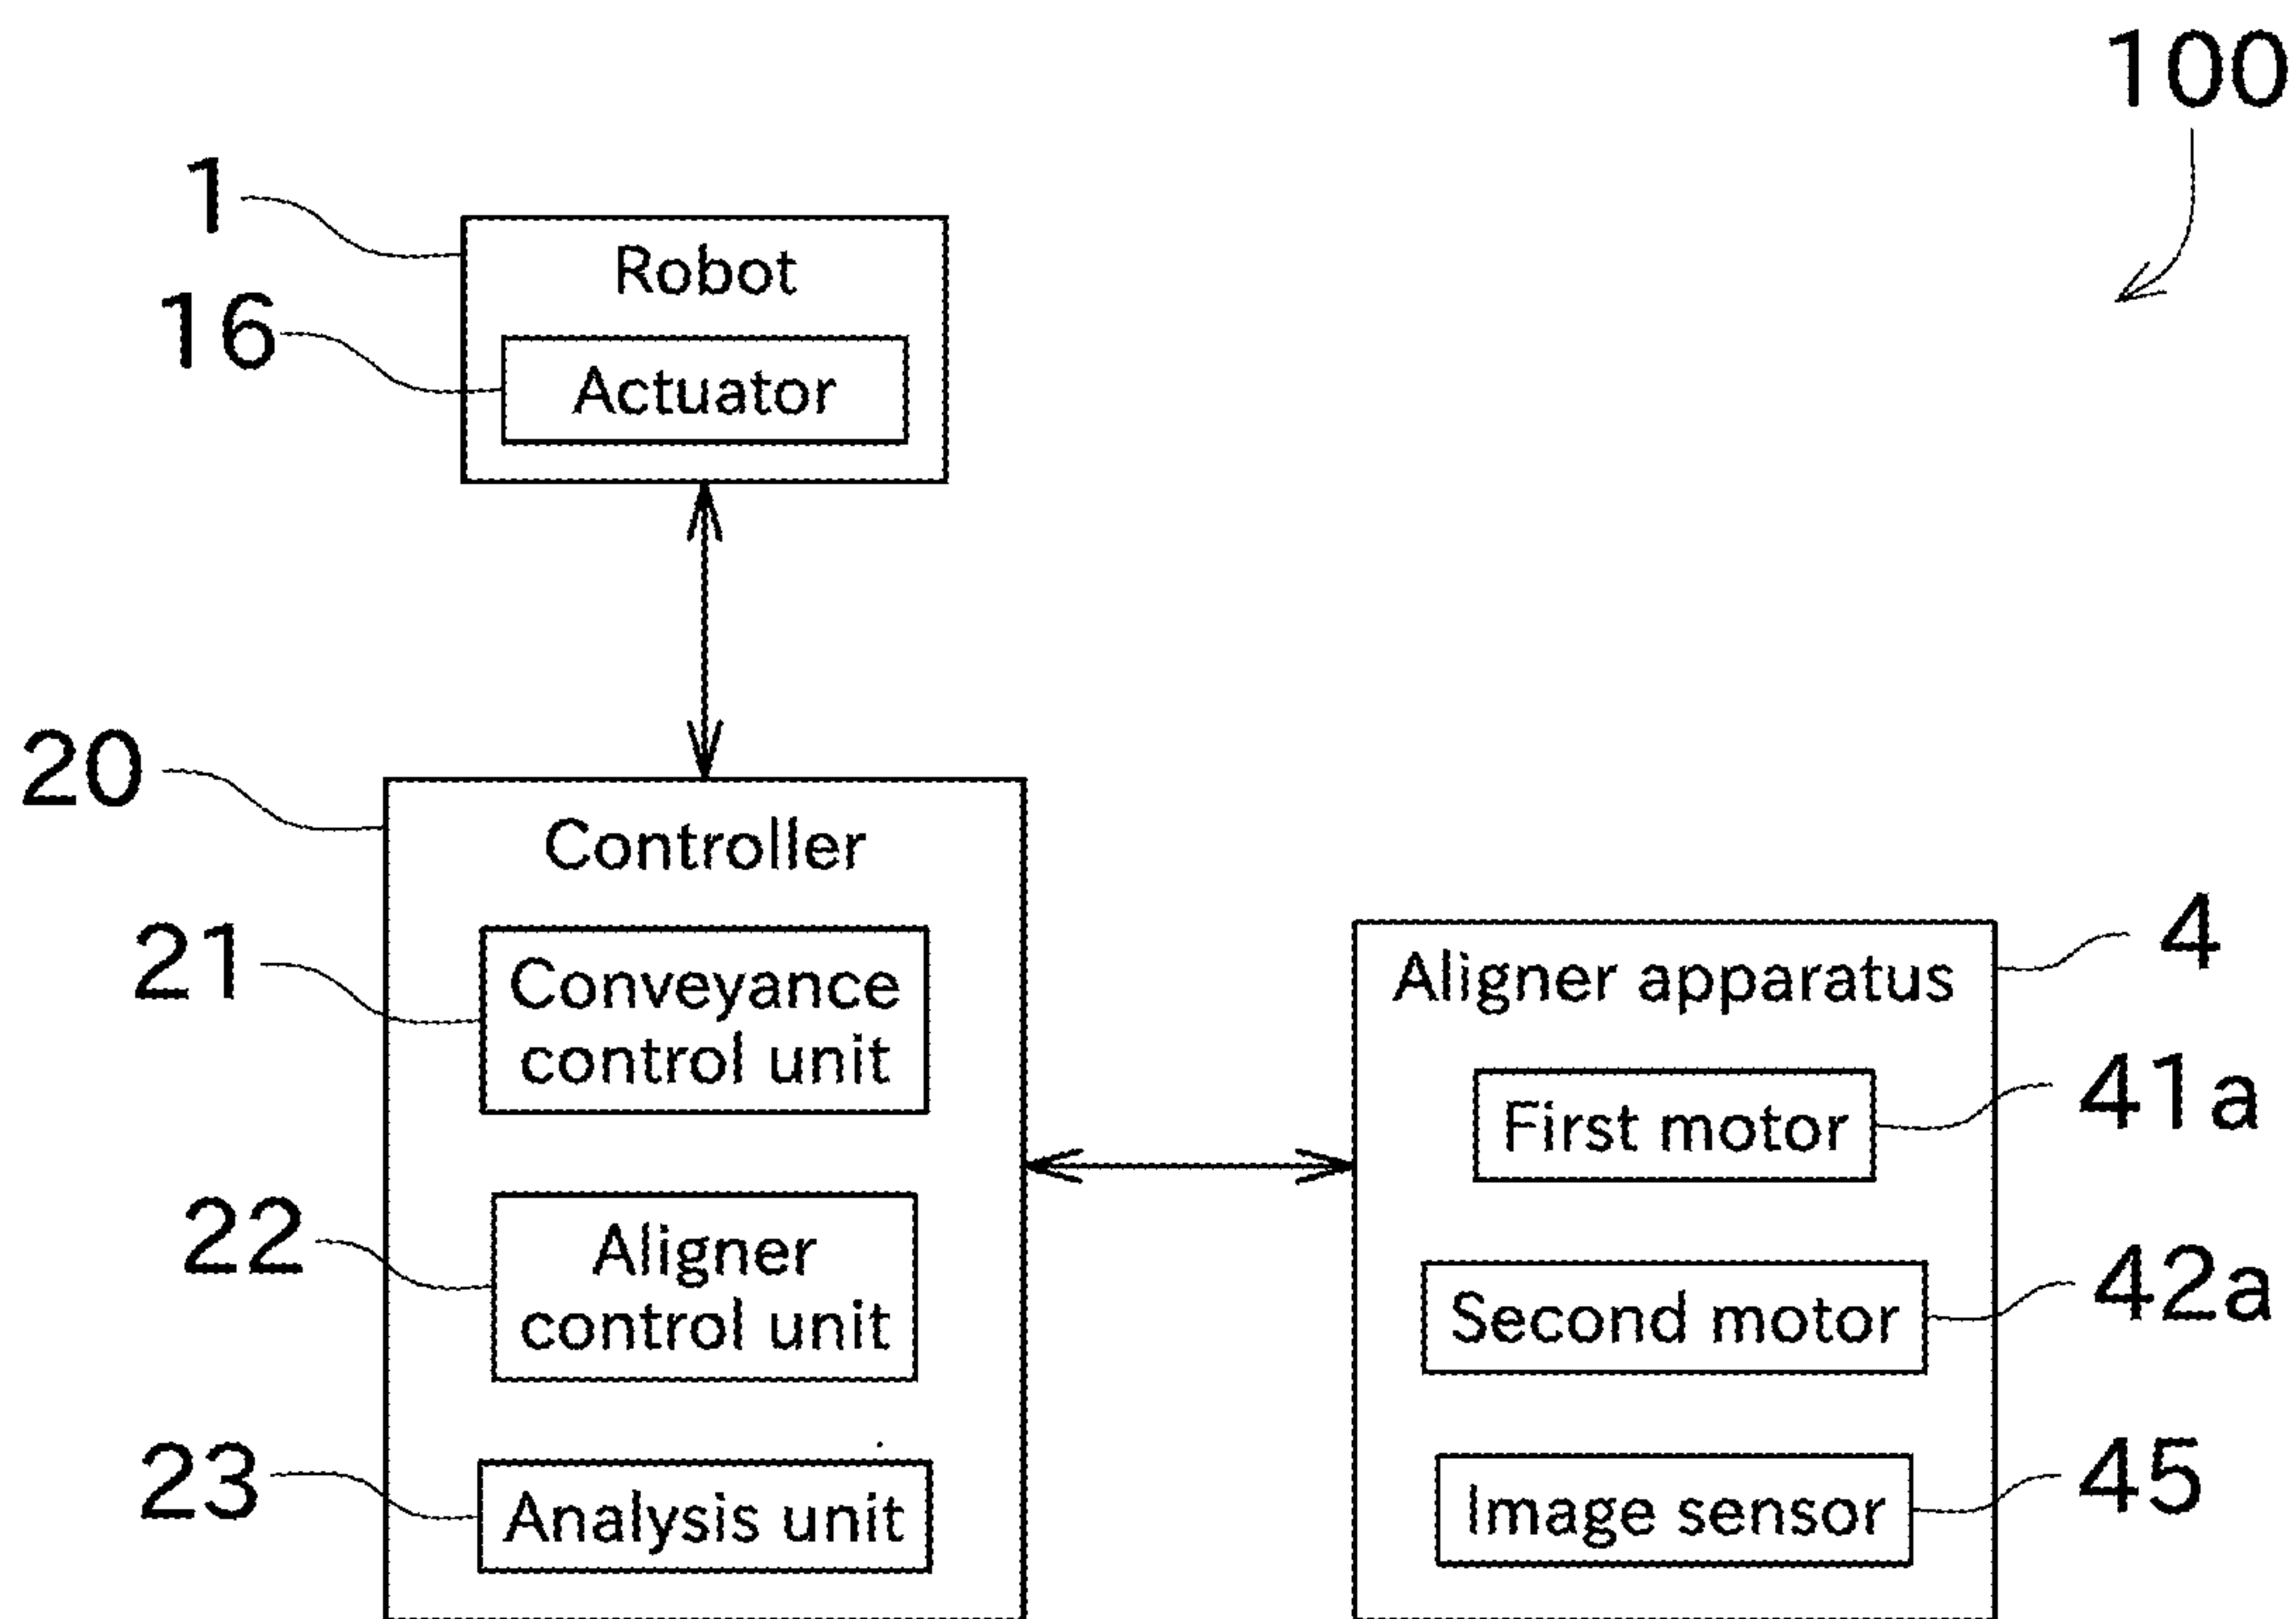 100
1
Robot
16
Actuator
20
Controller
21
Conveyance
control unit
22
Aligner
control unit
23
Analysis unit
4
Aligner apparatus
41a
First motor
42a
Second motor
45
Image sensor